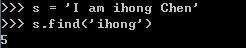 >>> s = 'I am ihong Chen'
>>> s.find('ihong')
5